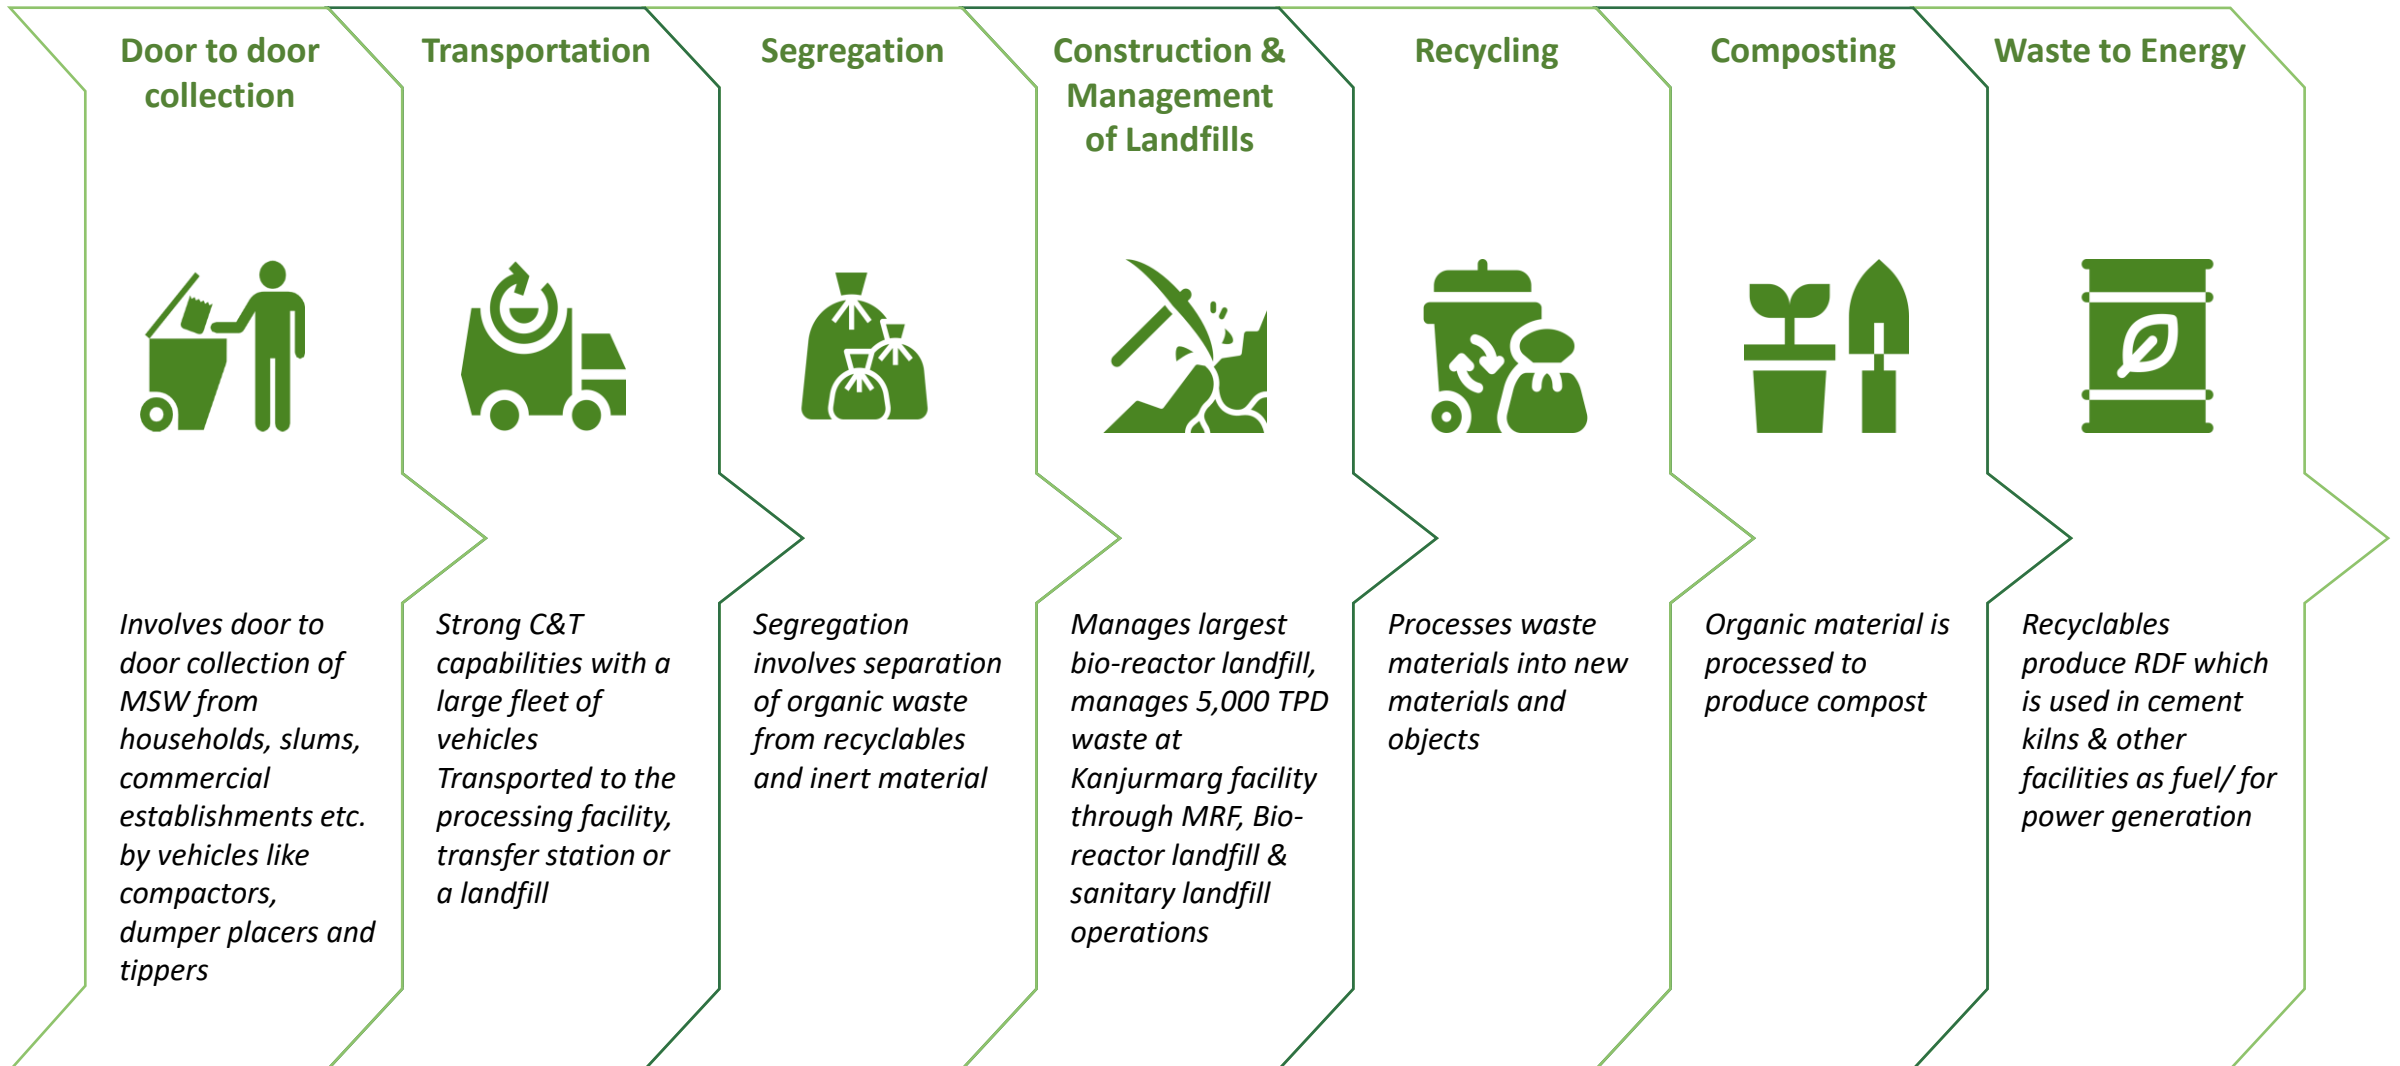 Door to door
collection
Transportation
Segregation
Construction &
Management
of Landfills
Recycling
Composting
Waste to Energy
Involves door to
door collection of
MSW from
households, slums,
commercial
establishments etc.
by vehicles like
compactors,
dumper placers and
tippers
Strong C&T
capabilities with a
large fleet of
vehicles
Transported to the
processing facility,
transfer station or
a landfill
Segregation
involves separation
of organic waste
from recyclables
and inert material
Manages largest
bio-reactor landfill,
manages 5,000 TPD
waste at
Kanjurmarg facility
through MRF, Bio-
reactor landfill &
sanitary landfill
operations
Processes waste
materials into new
materials and
objects
Organic material is
processed to
produce compost
Recyclables
produce RDF which
is used in cement
kilns & other
facilities as fuel/ for
power generation